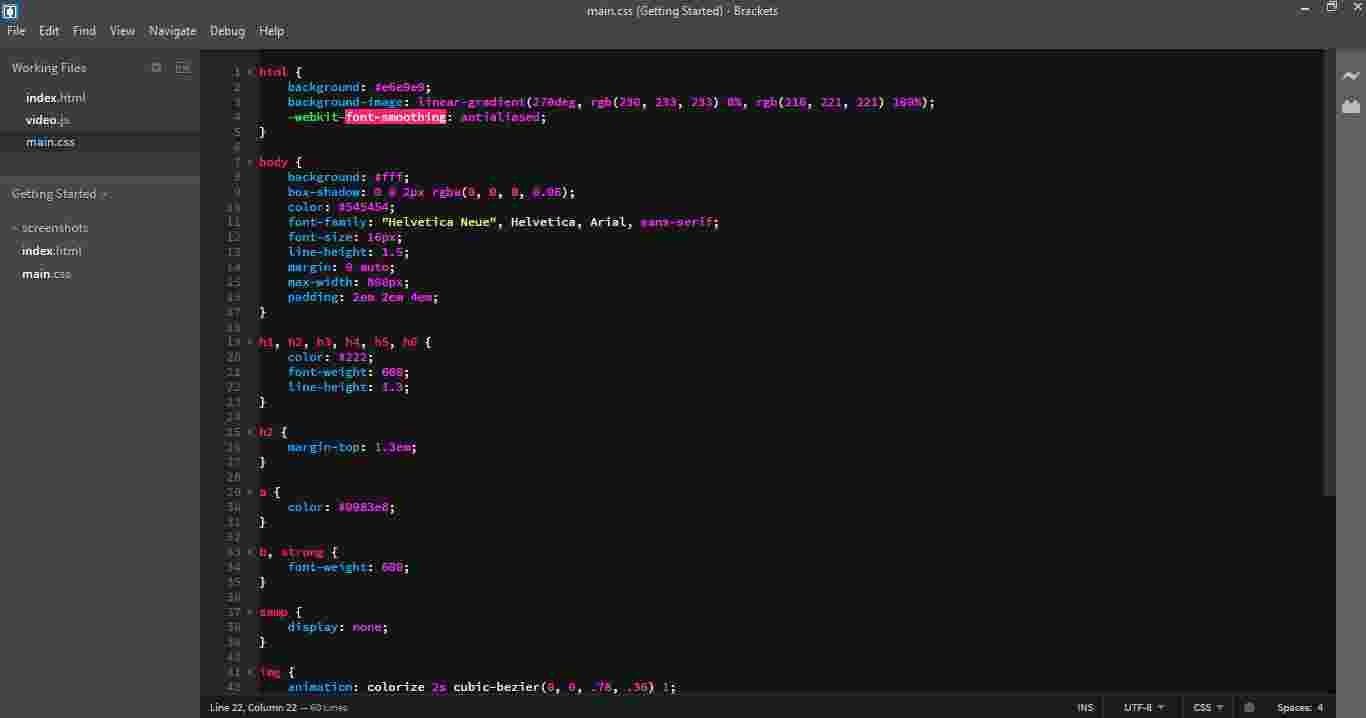 main.css (Getting Started) - Brackets
File Edit Find View Navigate Debug Help
Working Files
index.html
video.js
main.css
Getting Started
screenshots
index.html
main.css
1 html {
2 background: #e6e9e9;
3 background-image: linear-gradient(270deg, rgb(230, 233, 233) 0%, rgb(216, 221, 221) 100%);
4 -webkit-font-smoothing: antialiased;
5 }
6
7 body {
8 background: #fff;
9 box-shadow: 0 0 2px rgba(0, 0, 0, 0.06);
10 color: #545454;
11 font-family: "Helvetica Neue", Helvetica, Arial, sans-serif;
12 font-size: 16px;
13 line-height: 1.5;
14 margin: 0 auto;
15 max-width: 800px;
16 padding: 2em 2em 4em;
17 }
18
19 h1, h2, h3, h4, h5, h6 {
20 color: #222;
21 font-weight: 600;
22 line-height: 1.3;
23 }
24
25 h2 {
26 margin-top: 1.3em;
27 }
28
29 a {
30 color: #0083e8;
31 }
32
33 b, strong {
34 font-weight: 600;
35 }
36
37 samp {
38 display: none;
39 }
40
41 img {
42 animation: colorize 2s cubic-bezier(0, 0, .78, .36) 1;
Line 22, Column 22 — 60 Lines
INS UTF-8 CSS Spaces: 4